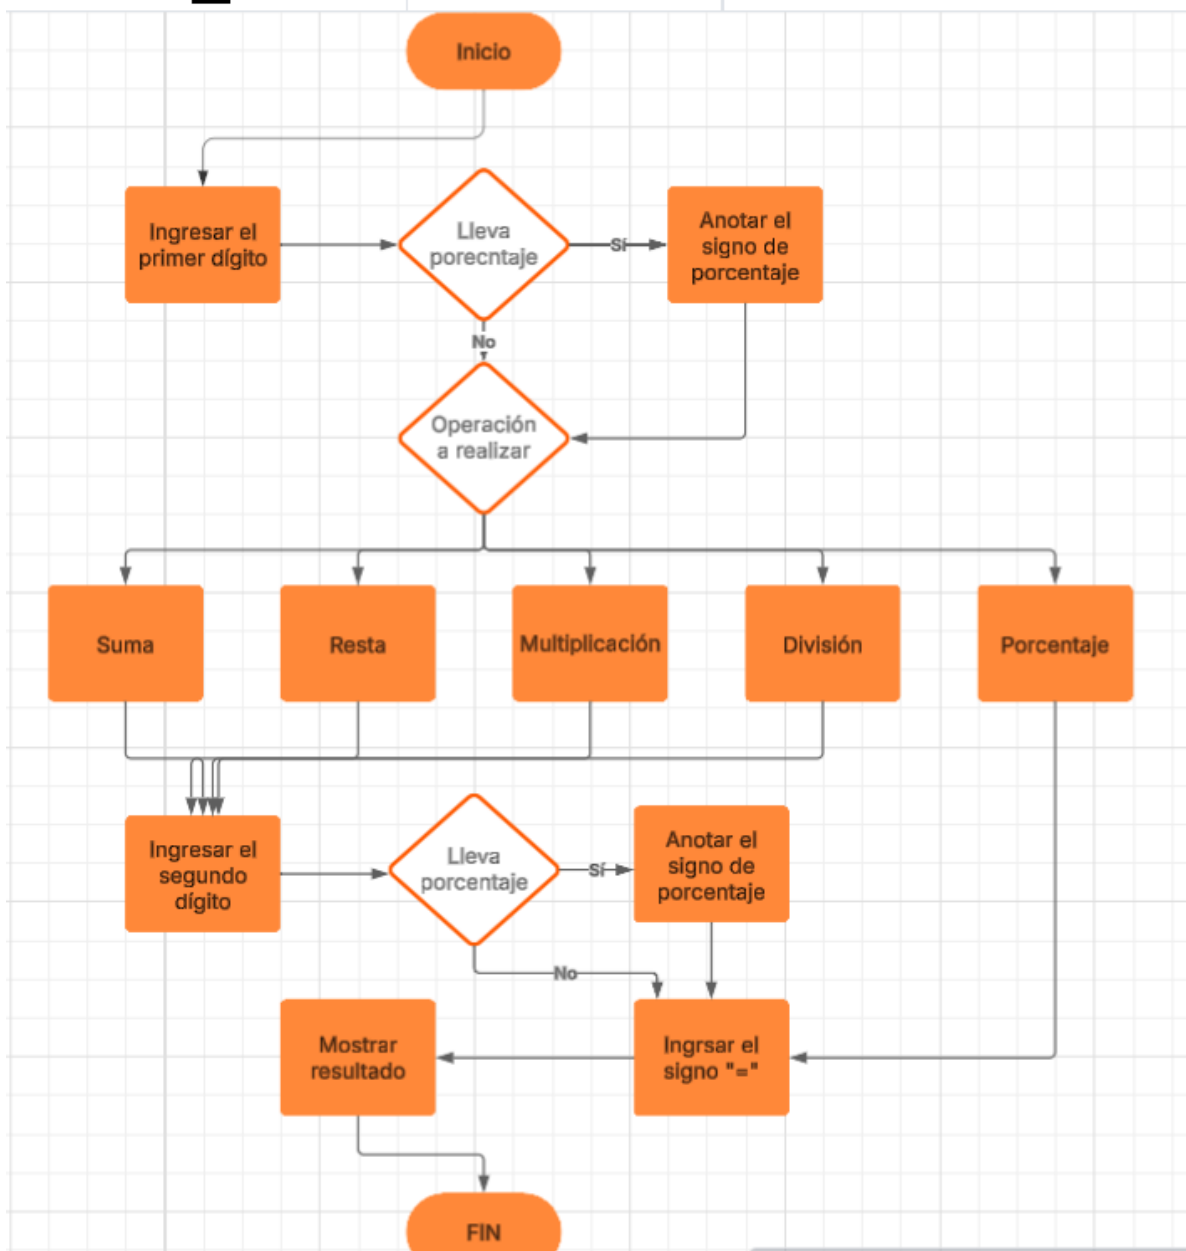 Inicio
Ingresar el
primer dígito
Lleva
porecntaje
Sí
Anotar el
signo de
porcentaje
No
Operación
a realizar
Suma
Resta
Multiplicación
División
Porcentaje
Ingresar el
segundo
dígito
Lleva
porcentaje
Sí
Anotar el
signo de
porcentaje
No
Mostrar
resultado
Ingrsar el
signo "="
FIN